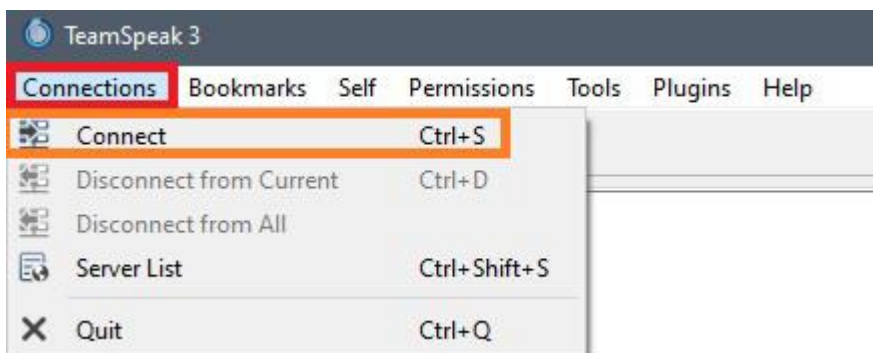 TeamSpeak 3
Connections Bookmarks Self Permissions Tools Plugins Help
Connect Ctrl+S
Disconnect from Current Ctrl+D
Disconnect from All
Server List Ctrl+Shift+S
Quit Ctrl+Q